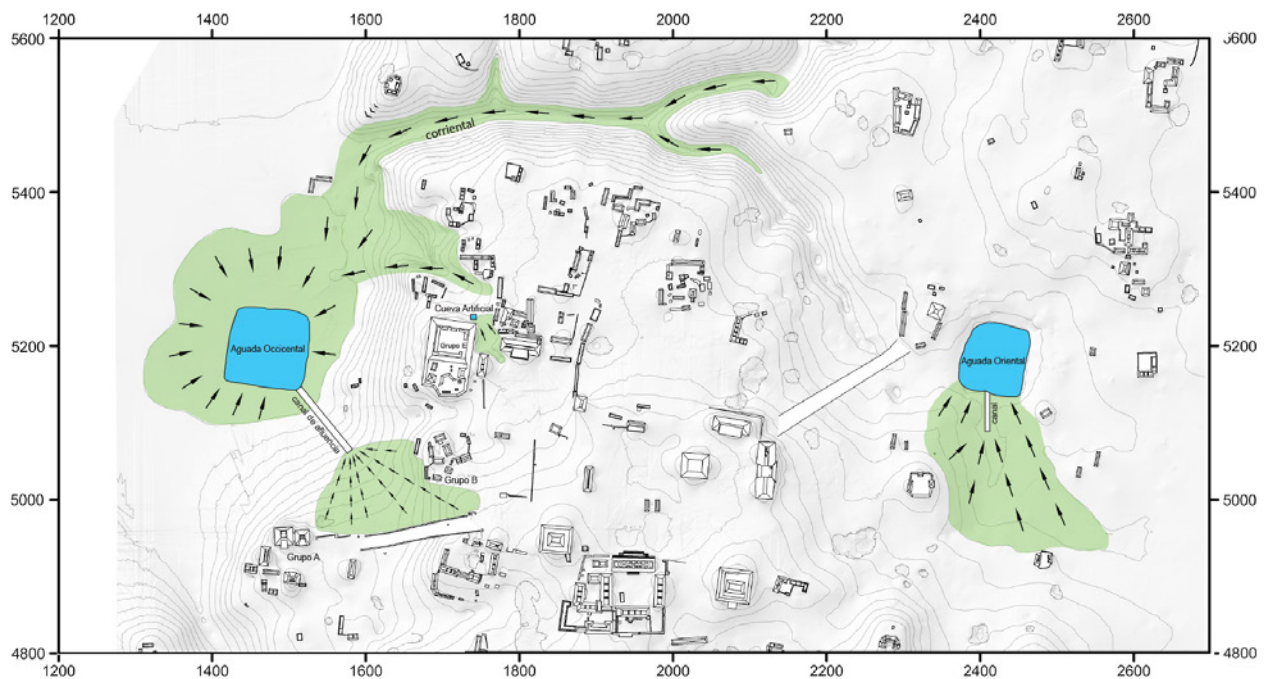 1200 1400 1600 1800 2000 2200 2400 2600
5600 5600
corriental
5400 5400
Cueva Artificial
Grupo E
5200 5200
Aguada Occicental
Aguada Oriental
canal de afluencia
canal
Grupo B
5000 5000
Grupo A
4800 4800
1200 1400 1600 1800 2000 2200 2400 2600